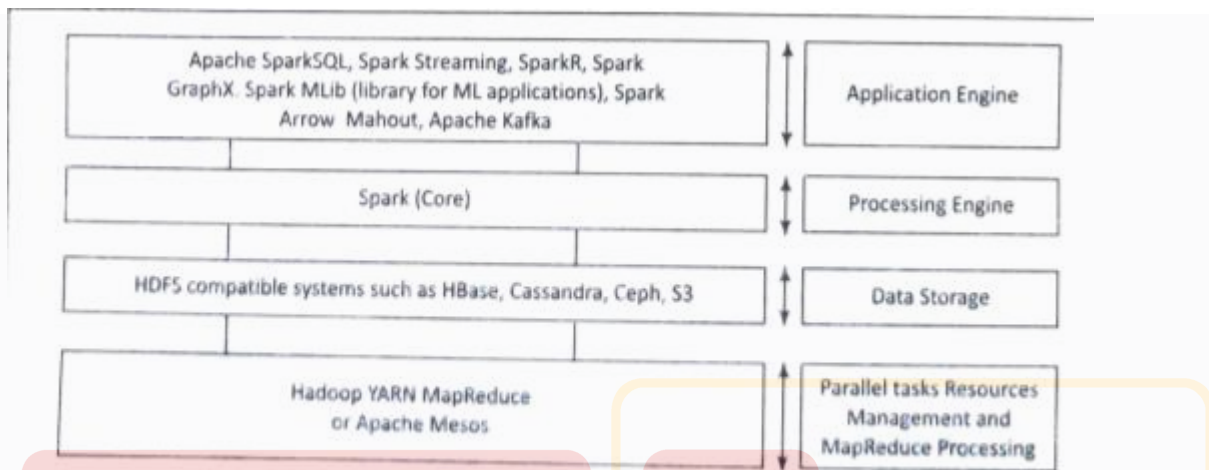 Apache SparkSQL, Spark Streaming, SparkR, Spark
GraphX. Spark MLib (library for ML applications), Spark
Arrow Mahout, Apache Kafka
Application Engine
Spark (Core)
Processing Engine
HDFS compatible systems such as HBase, Cassandra, Ceph, S3
Data Storage
Hadoop YARN MapReduce
or Apache Mesos
Parallel tasks Resources
Management and
MapReduce Processing